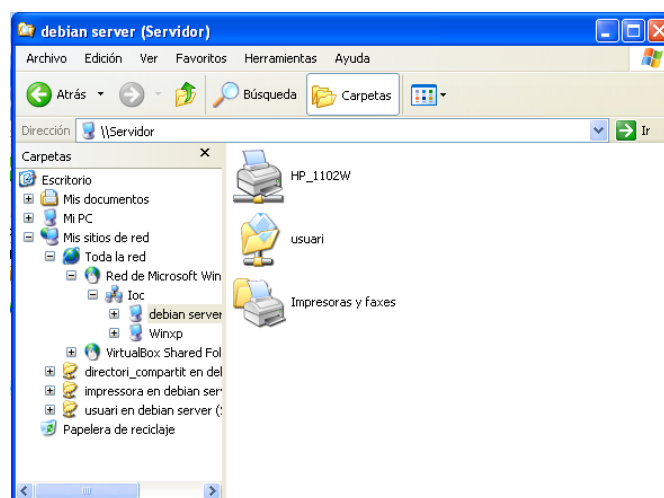 debian server (Servidor)
Archivo Edición Ver Favoritos Herramientas Ayuda
Atrás Búsqueda Carpetas
Dirección \\Servidor Ir
Carpetas
Escritorio
Mis documentos
Mi PC
Mis sitios de red
Toda la red
Red de Microsoft Win
Ioc
debian server
Winxp
VirtualBox Shared Fol
directori_compartit en del
impressora en debian ser
usuari en debian server (
Papelera de reciclaje
HP_1102W
usuari
Impresoras y faxes